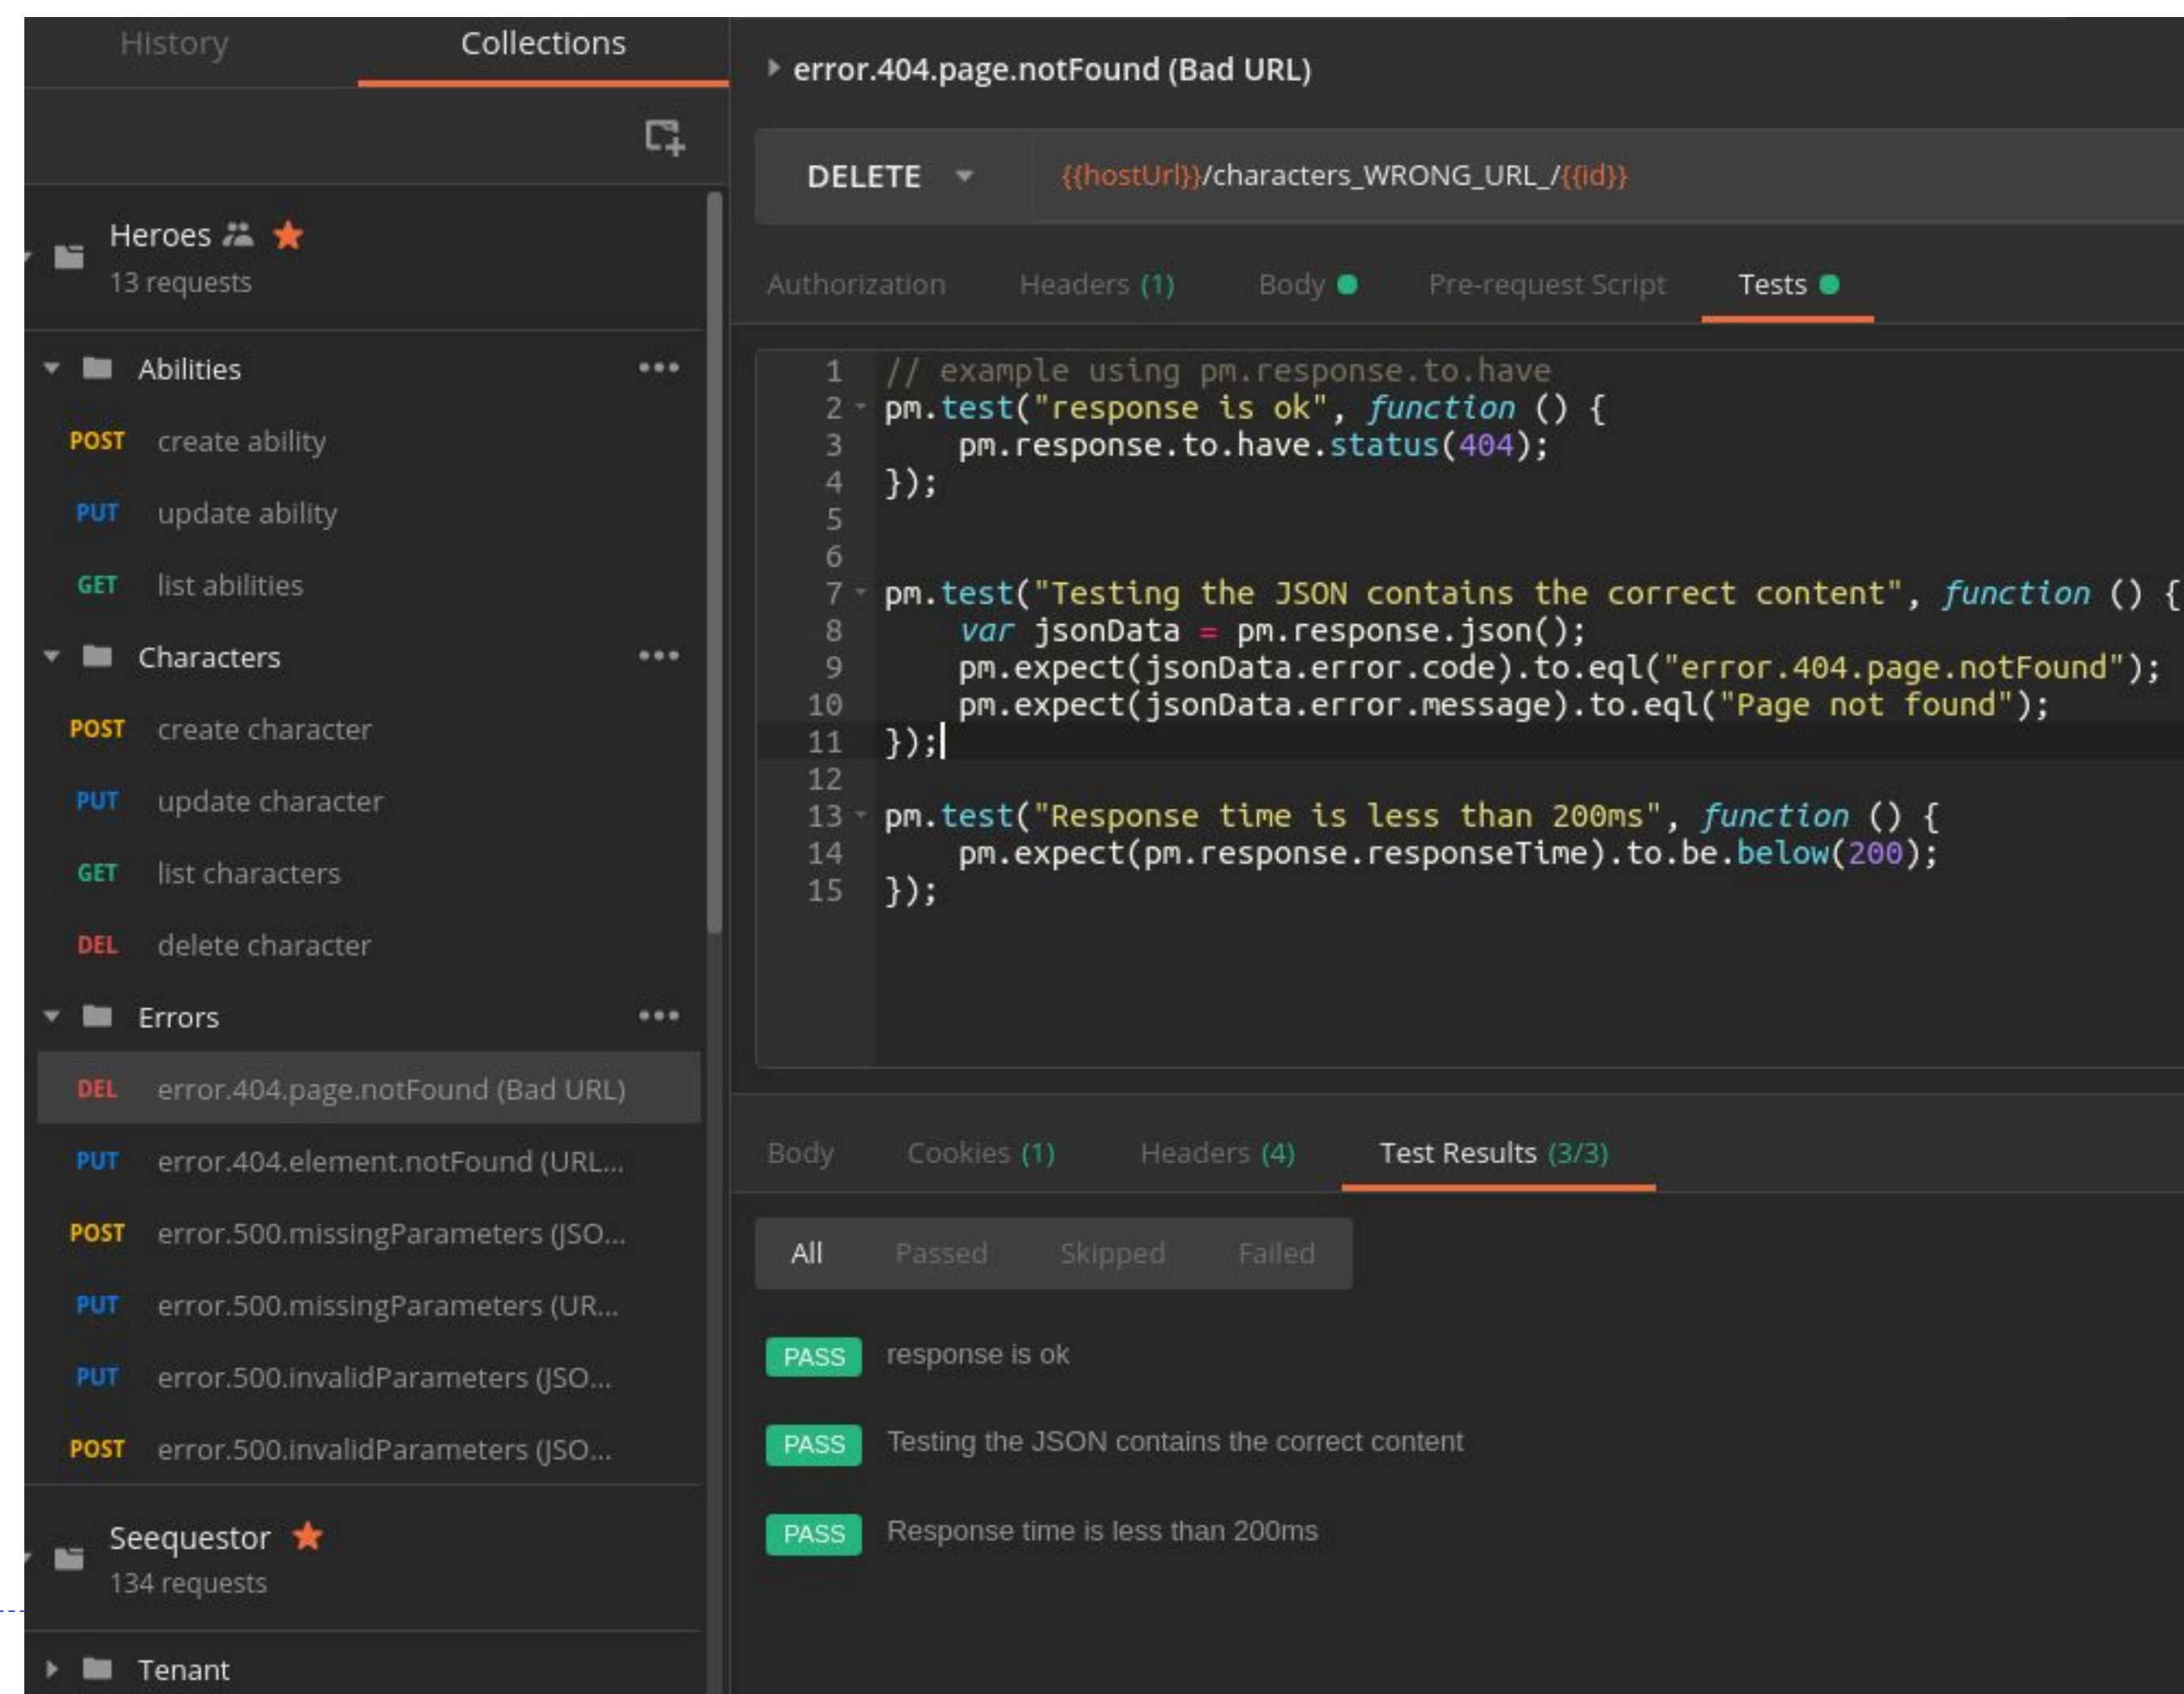 History Collections
Heroes
13 requests
Abilities
POST create ability
PUT update ability
GET list abilities
Characters
POST create character
PUT update character
GET list characters
DEL delete character
Errors
DEL error.404.page.notFound (Bad URL)
PUT error.404.element.notFound (URL...
POST error.500.missingParameters (JSO...
PUT error.500.missingParameters (UR...
PUT error.500.invalidParameters (JSO...
POST error.500.invalidParameters (JSO...
Seequestor
134 requests
Tenant
error.404.page.notFound (Bad URL)
DELETE {{hostUrl}}/characters_WRONG_URL_/{{id}}
Authorization Headers (1) Body Pre-request Script Tests
1 // example using pm.response.to.have
2 pm.test("response is ok", function () {
3 pm.response.to.have.status(404);
4 });
5
6
7 pm.test("Testing the JSON contains the correct content", function () {
8 var jsonData = pm.response.json();
9 pm.expect(jsonData.error.code).to.eql("error.404.page.notFound");
10 pm.expect(jsonData.error.message).to.eql("Page not found");
11 });
12
13 pm.test("Response time is less than 200ms", function () {
14 pm.expect(pm.response.responseTime).to.be.below(200);
15 });
Body Cookies (1) Headers (4) Test Results (3/3)
All Passed Skipped Failed
PASS response is ok
PASS Testing the JSON contains the correct content
PASS Response time is less than 200ms